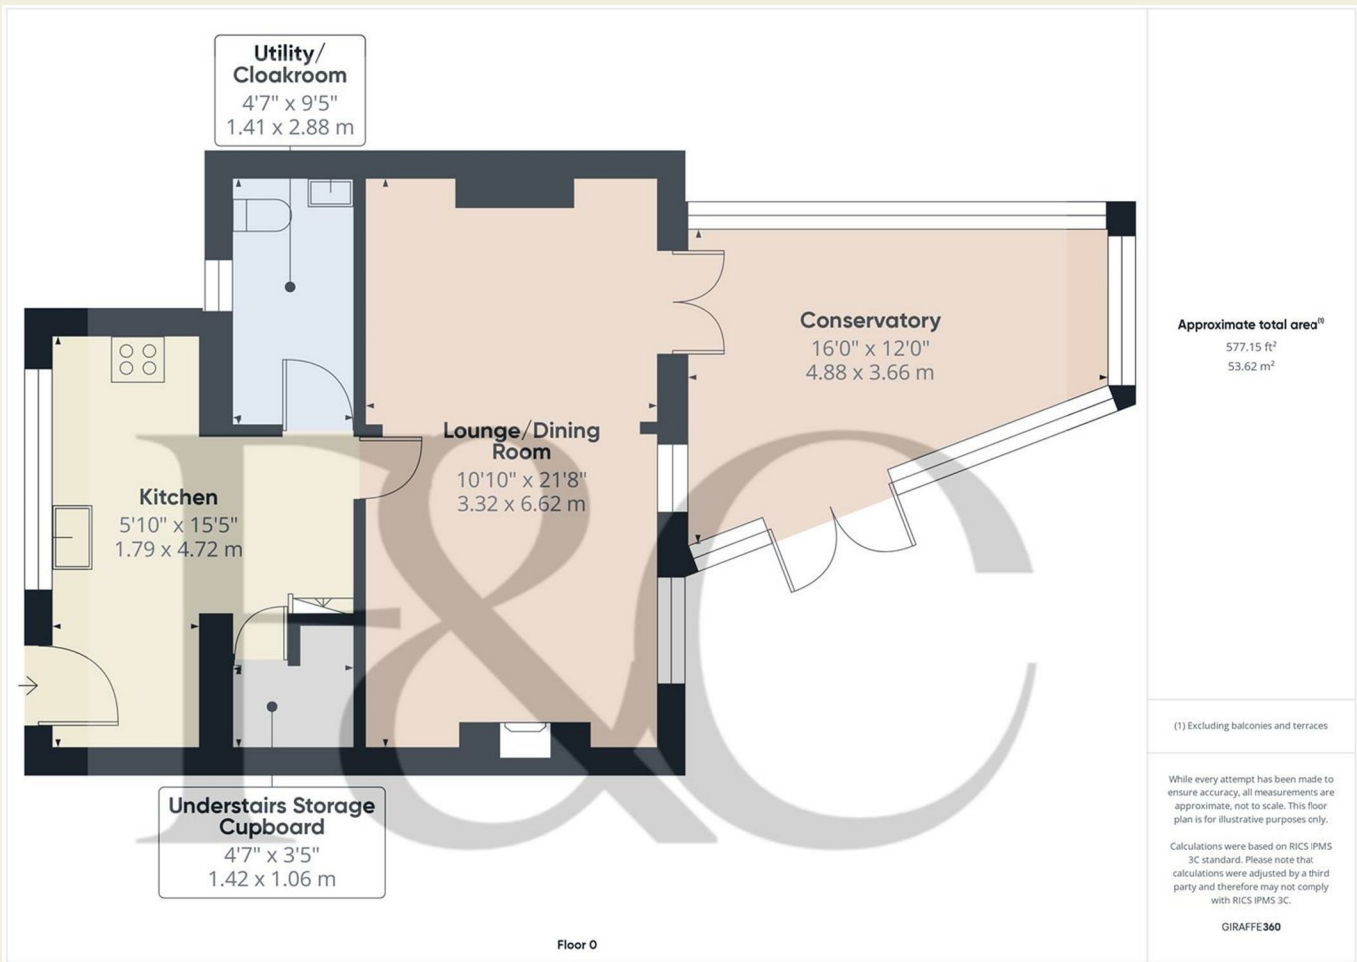 Utility/
Cloakroom
4'7" x 9'5"
1.41 x 2.88 m
Conservatory
16'0" x 12'0"
4.88 x 3.66 m
Lounge/Dining
Room
10'10" x 21'8"
3.32 x 6.62 m
Kitchen
5'10" x 15'5"
1.79 x 4.72 m
Understairs Storage
Cupboard
4'7" x 3'5"
1.42 x 1.06 m
F&C
Floor 0
Approximate total area(1)
577.15 ft²
53.62 m²
(1) Excluding balconies and terraces
While every attempt has been made to
ensure accuracy, all measurements are
approximate, not to scale. This floor
plan is for illustrative purposes only.
Calculations were based on RICS IPMS
3C standard. Please note that
calculations were adjusted by a third
party and therefore may not comply
with RICS IPMS 3C.
GIRAFFE360